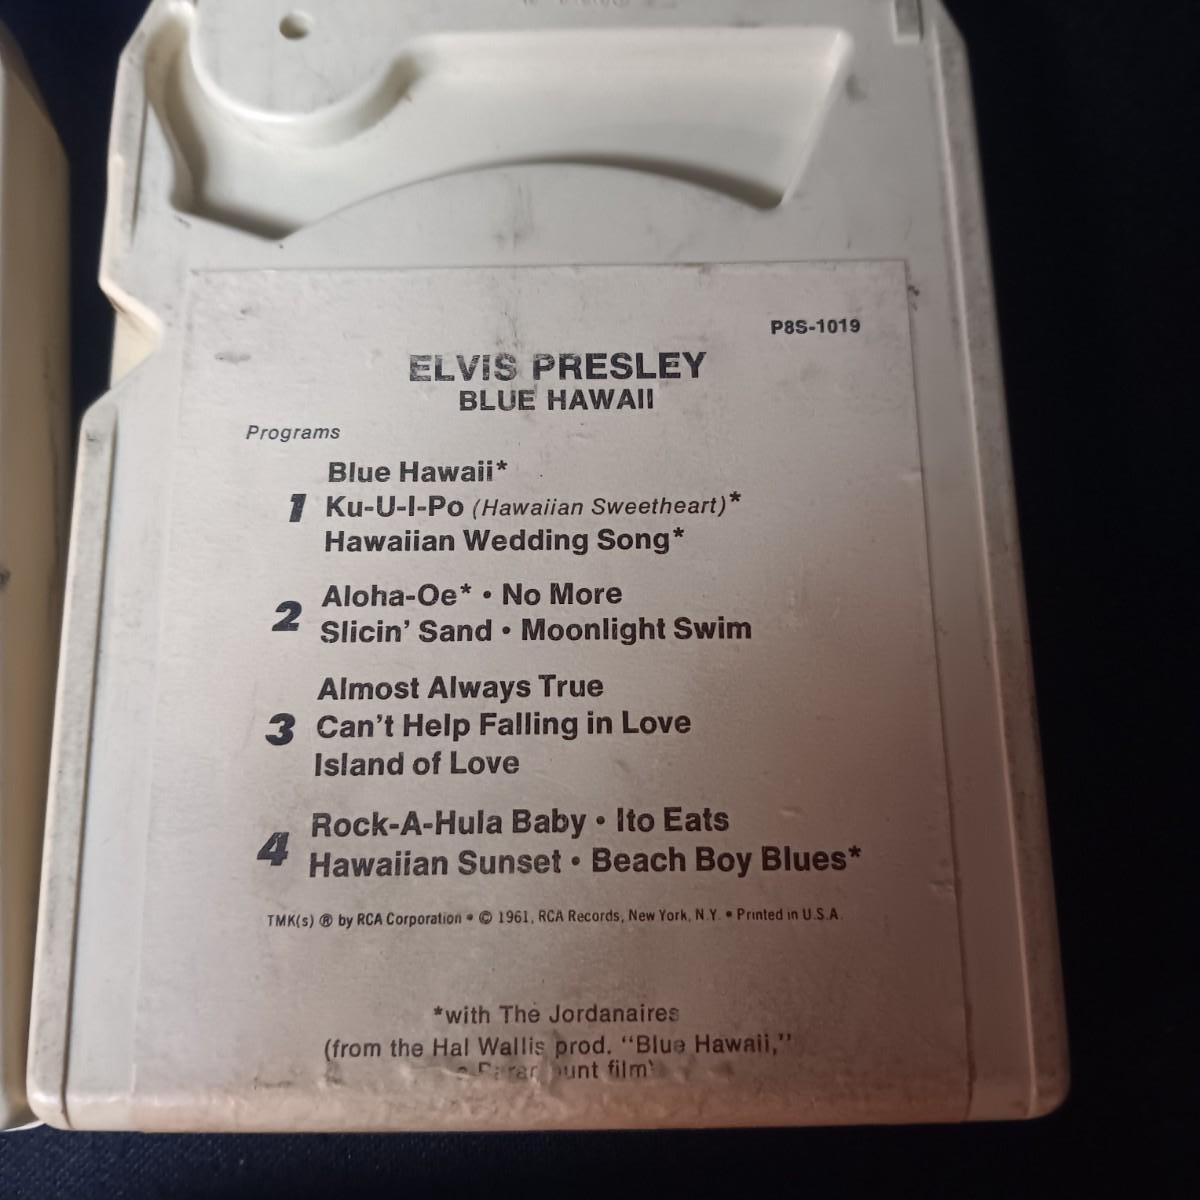 P8S-1019
ELVIS PRESLEY
BLUE HAWAII
Programs
1
Blue Hawaii*
Ku-U-I-Po (Hawaiian Sweetheart)*
Hawaiian Wedding Song*
2
Aloha-Oe* • No More
Slicin' Sand • Moonlight Swim
3
Almost Always True
Can't Help Falling in Love
Island of Love
4
Rock-A-Hula Baby • Ito Eats
Hawaiian Sunset • Beach Boy Blues*
TMK(s) ® by RCA Corporation • © 1961, RCA Records, New York, N.Y. • Printed in U.S.A.
*with The Jordanaires
(from the Hal Wallis prod. "Blue Hawaii,"
film